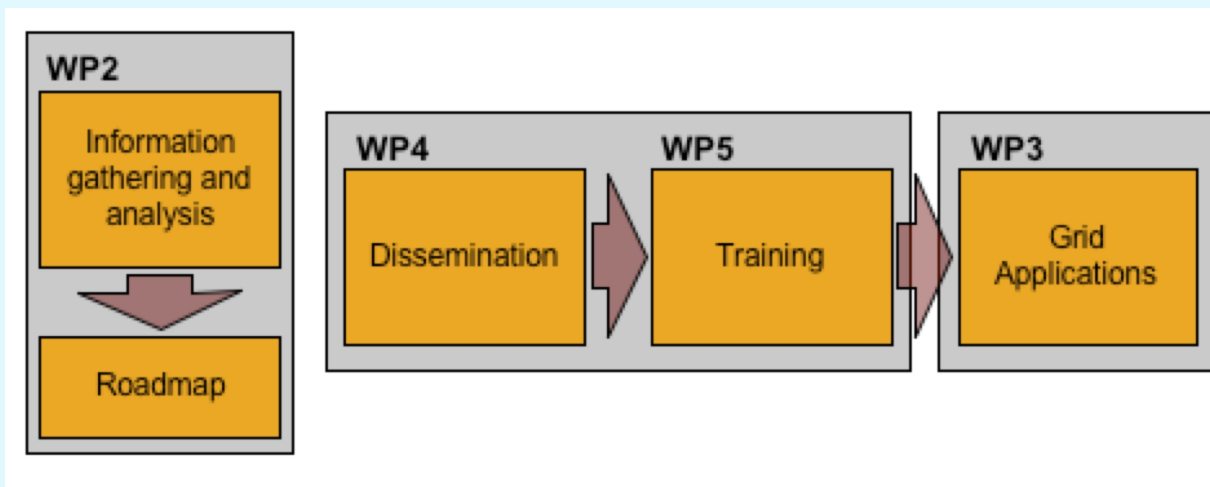 WP2
Information
gathering and
analysis
Roadmap
WP4
Dissemination
WP5
Training
WP3
Grid
Applications